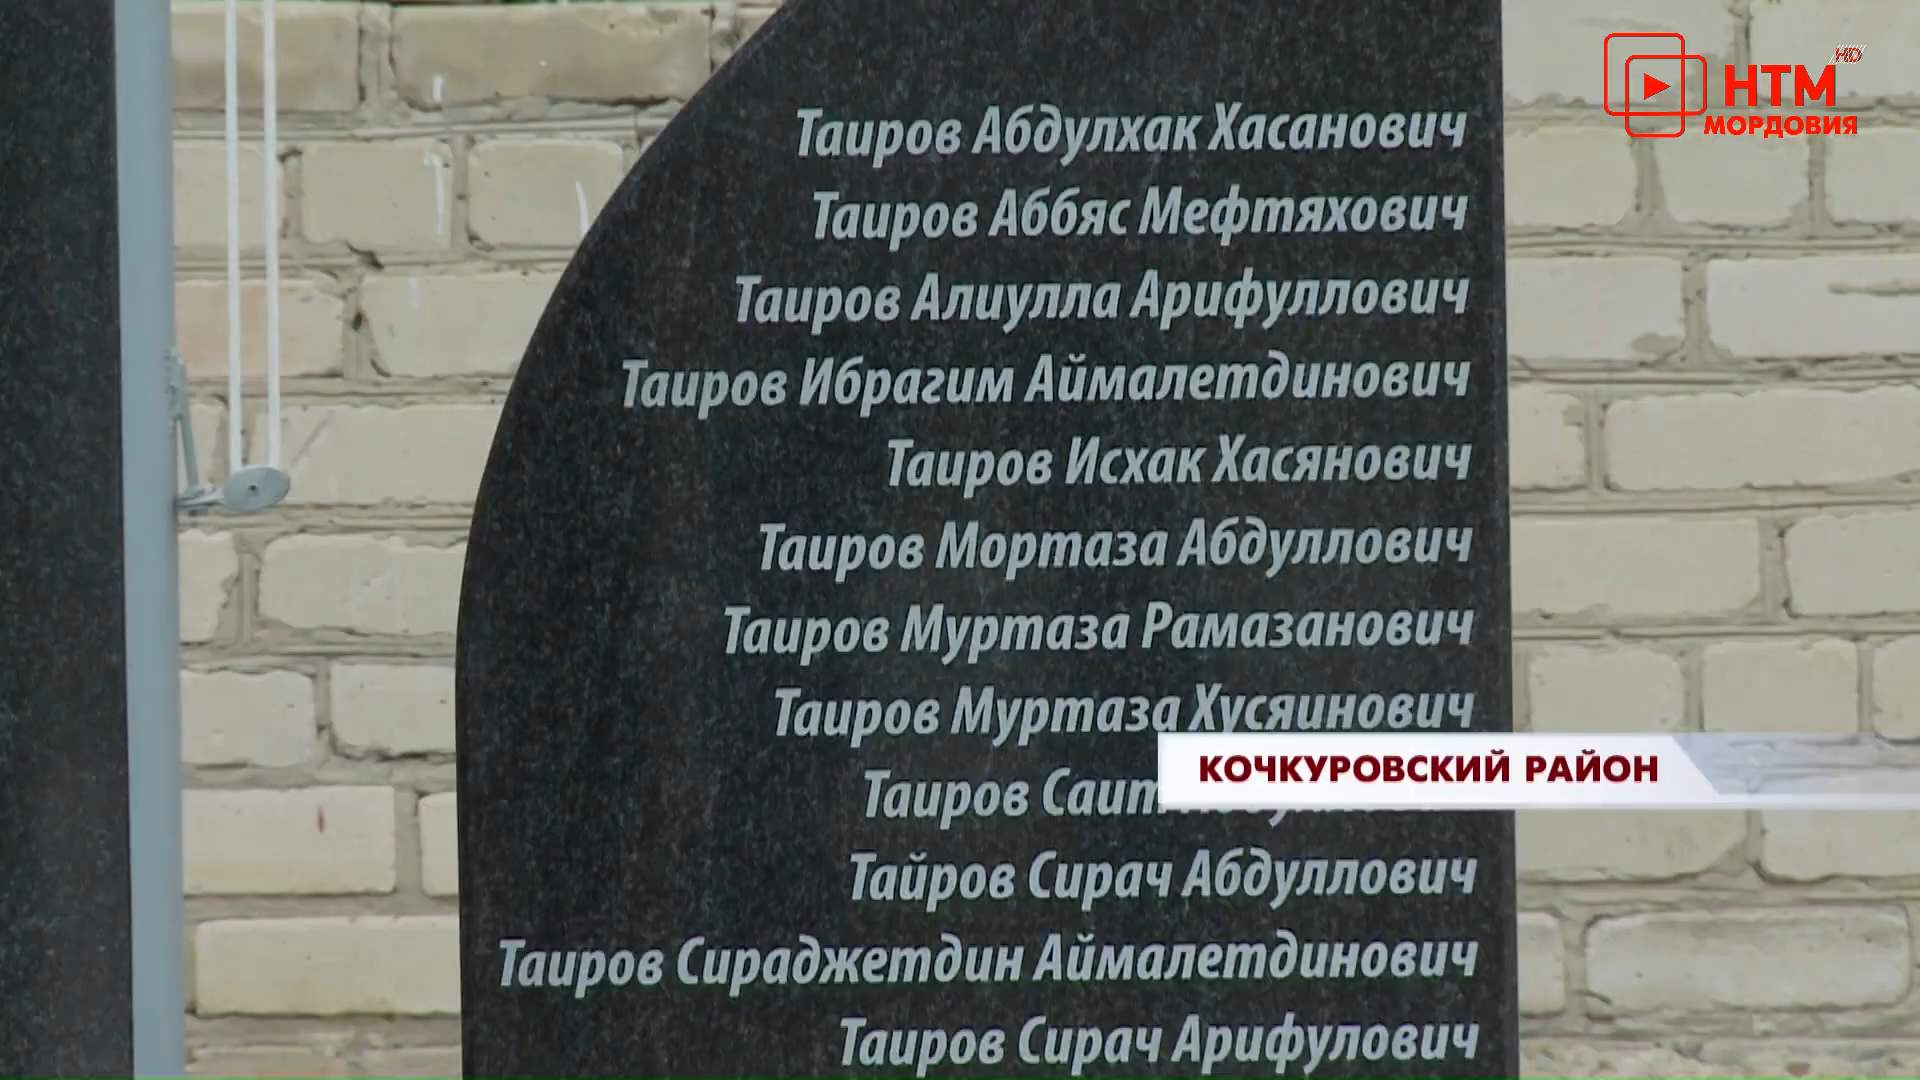 HD
НТМ
МОРДОВИЯ
Таиров Абдулхак Хасанович
Таиров Аббяс Мефтяхович
Таиров Алиулла Арифуллович
Таиров Ибрагим Аймалетдинович
Таиров Исхак Хасянович
Таиров Мортаза Абдуллович
Таиров Муртаза Рамазанович
Таиров Муртаза Хусяинович
КОЧКУРОВСКИЙ РАЙОН
Таиров Саит
Тайров Сирач Абдуллович
Таиров Сираджетдин Аймалетдинович
Таиров Сирач Арифулович